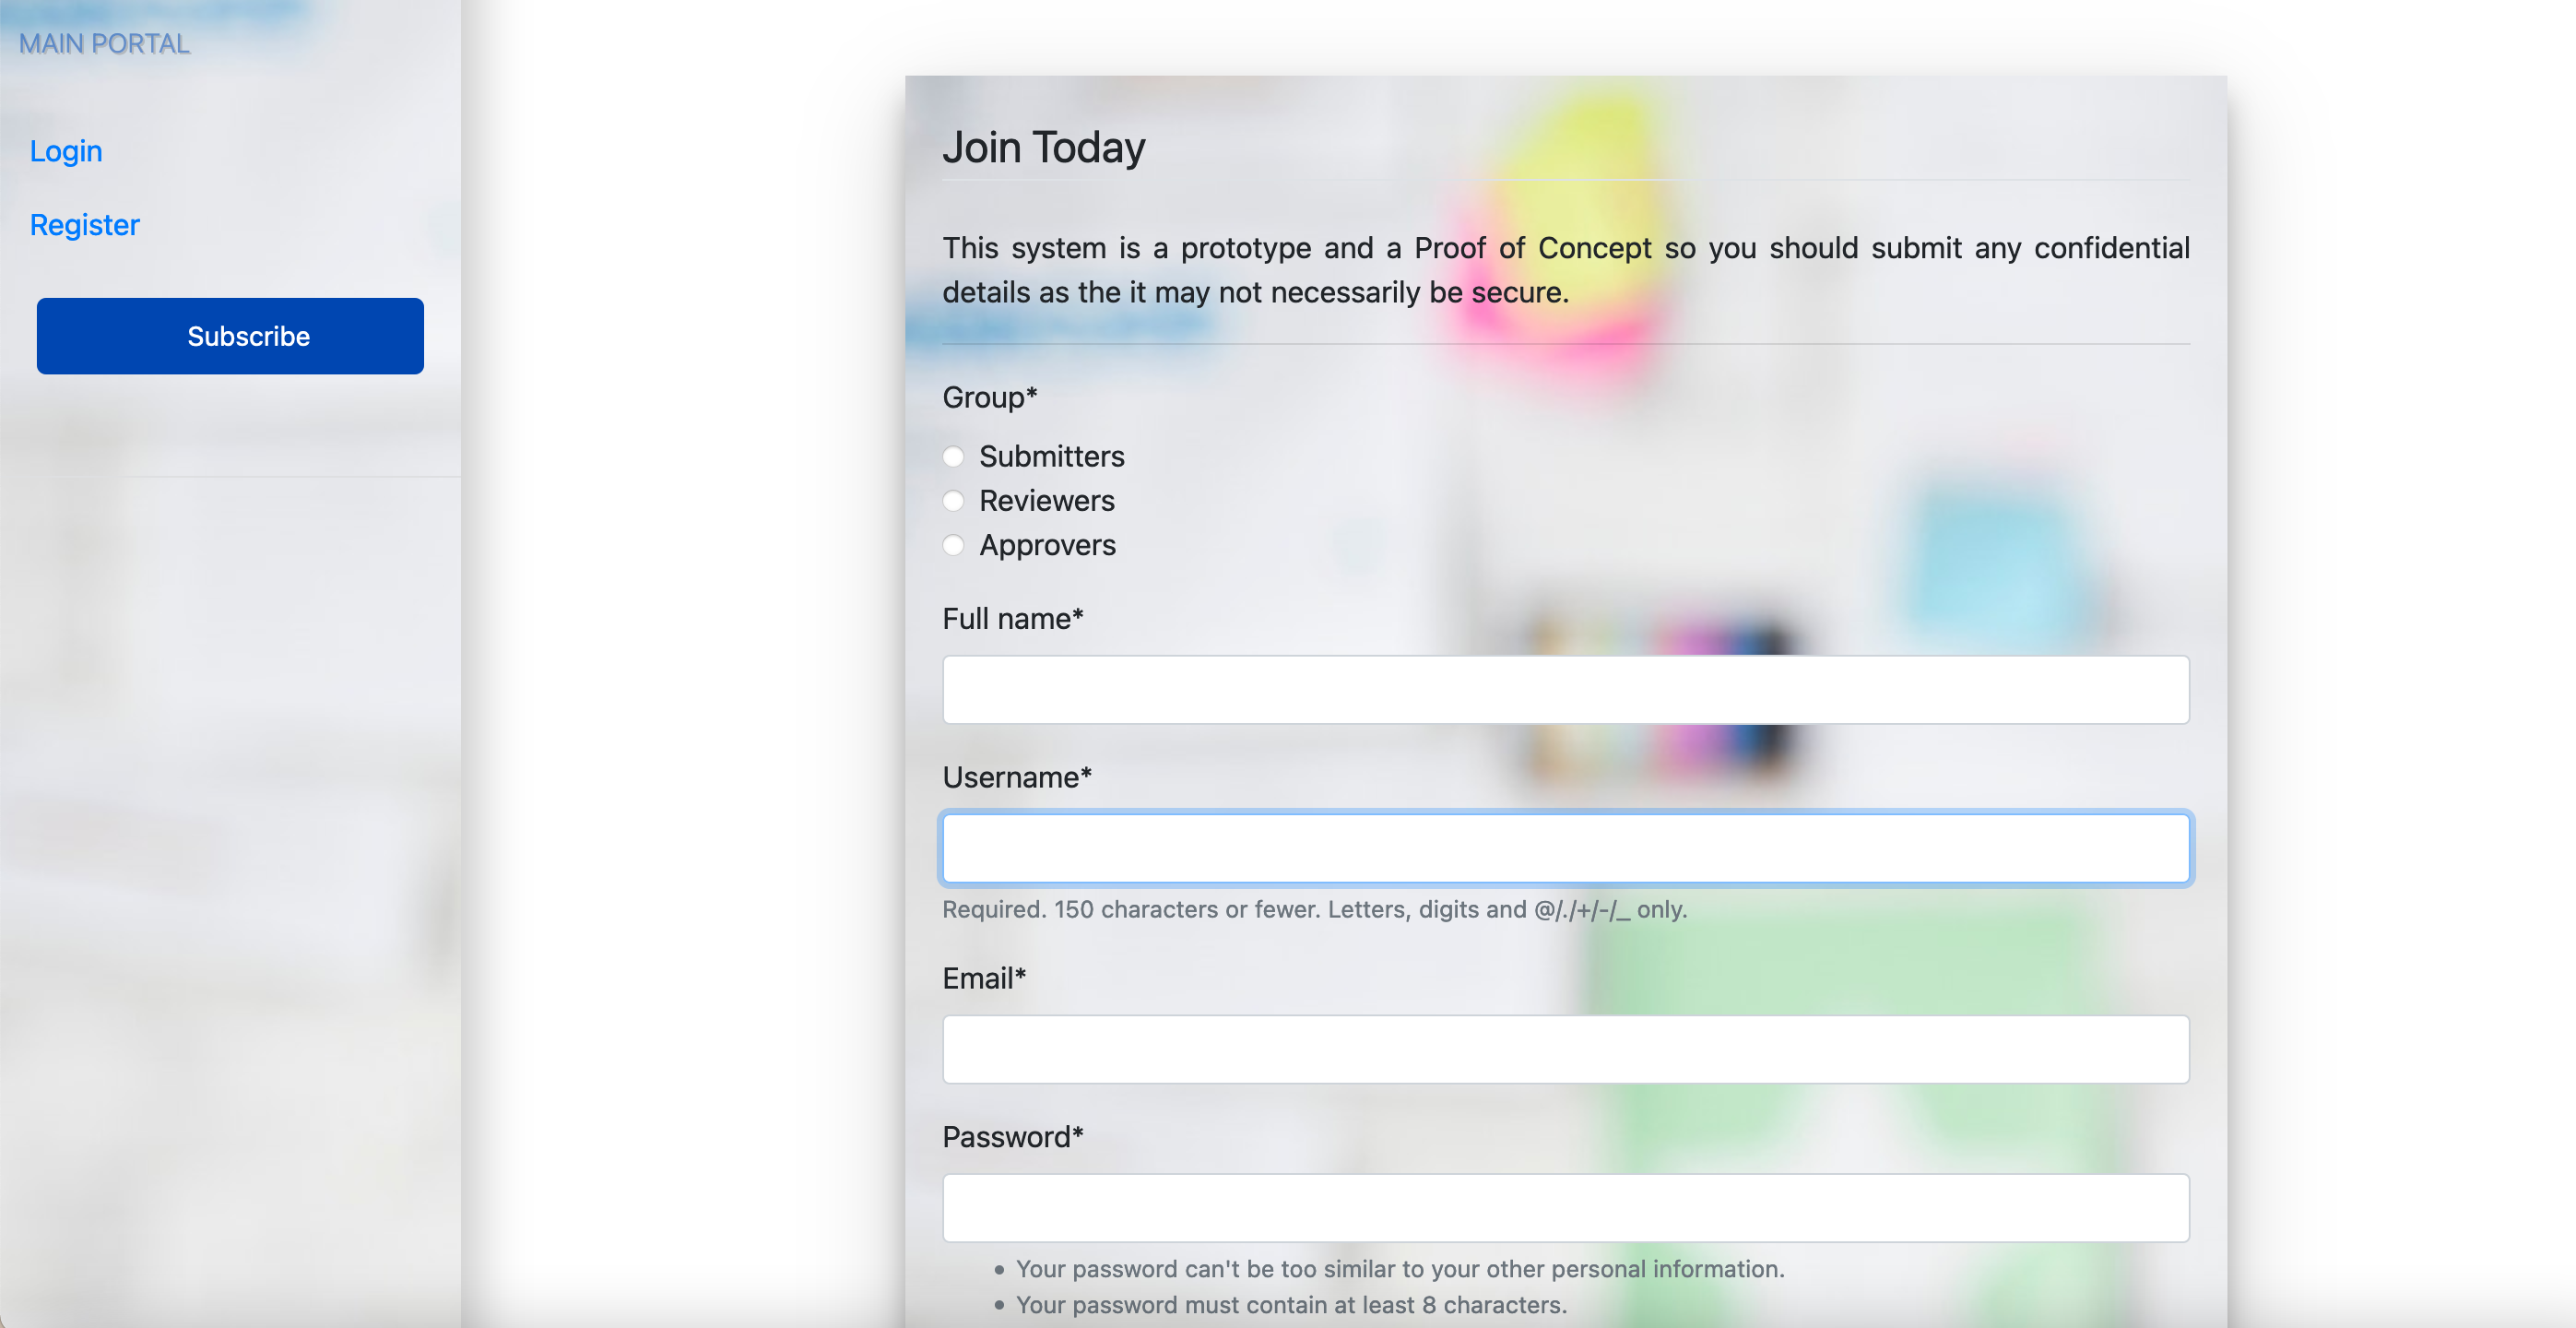 MAIN PORTAL
Login
Register
Subscribe
Join Today
This system is a prototype and a Proof of Concept so you should submit any confidential
details as the it may not necessarily be secure.
Group*
Submitters
Reviewers
Approvers
Full name*
Username*
Required. 150 characters or fewer. Letters, digits and @/./+/-/_ only.
Email*
Password*
• Your password can't be too similar to your other personal information.
• Your password must contain at least 8 characters.